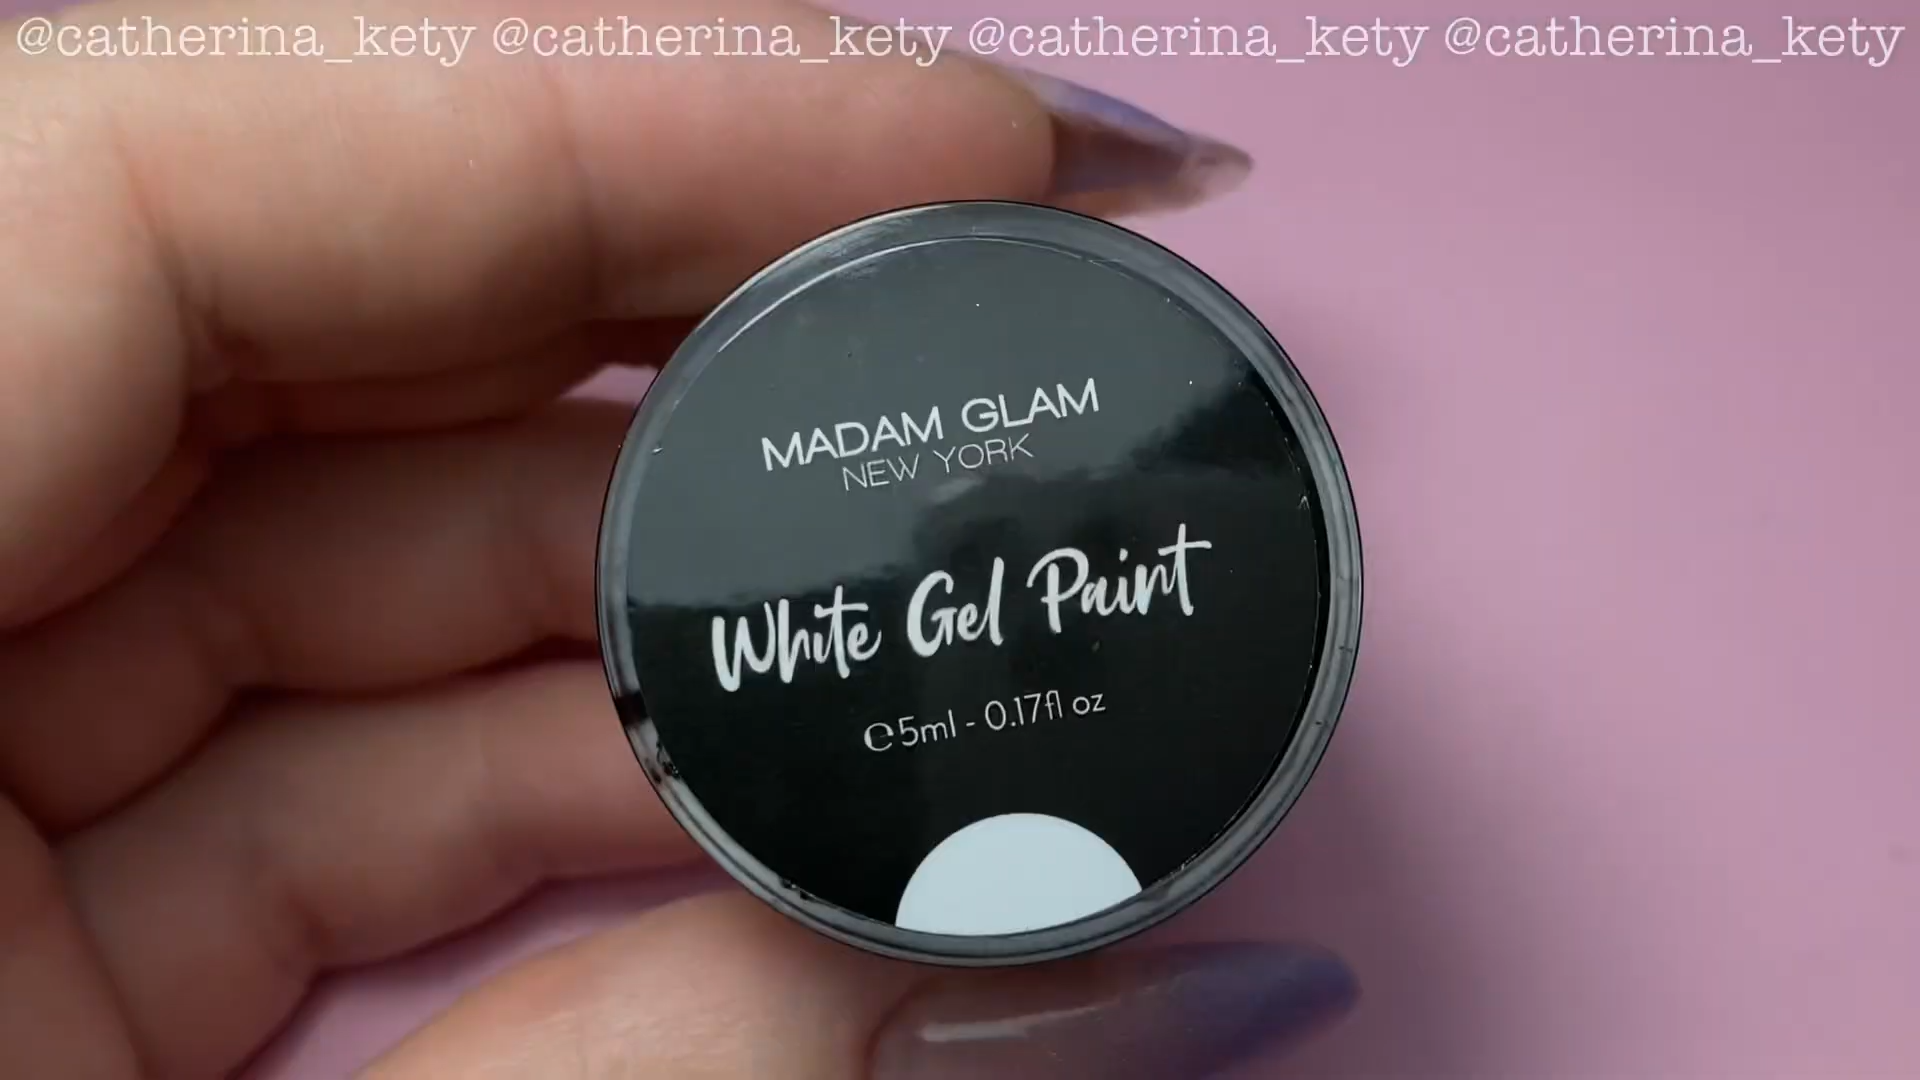 @catherina_kety @catherina_kety @catherina_kety @catherina_kety
MADAM GLAM
NEW YORK
White Gel Paint
℮5ml - 0.17fl oz